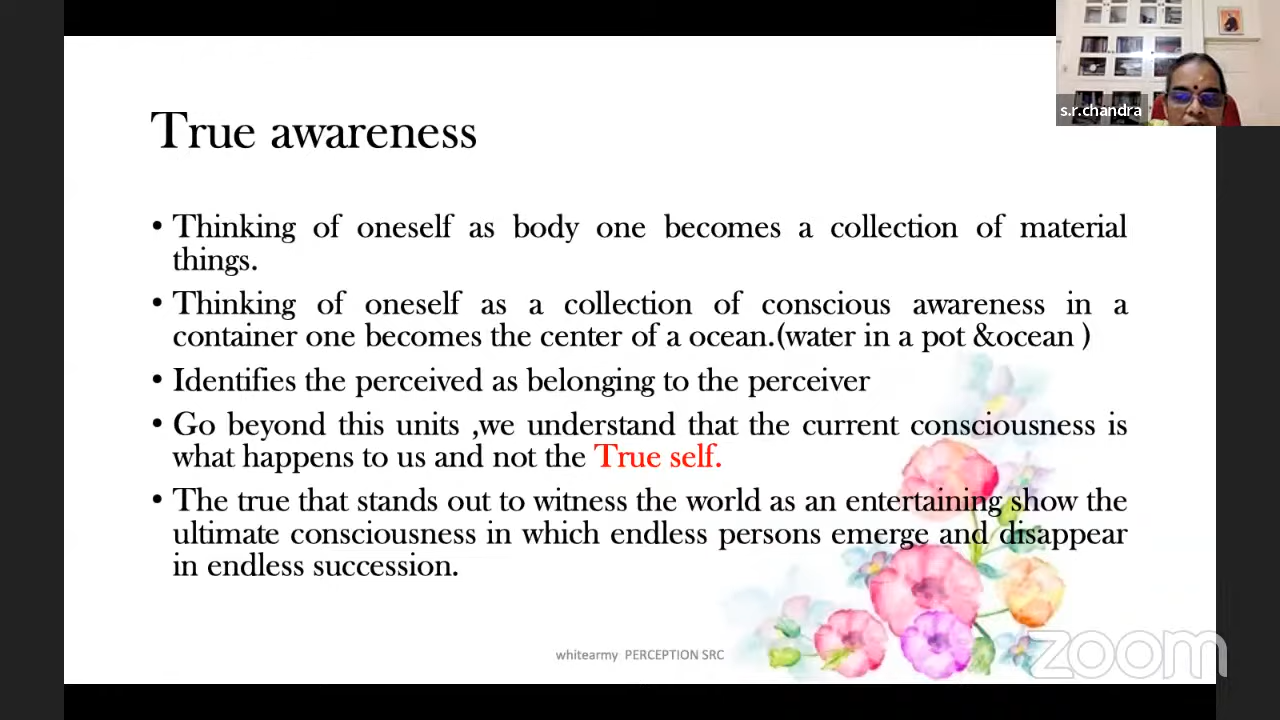 s.r.chandra
True awareness
• Thinking of oneself as body one becomes a collection of material
things.
• Thinking of oneself as a collection of conscious awareness in a
container one becomes the center of a ocean.(water in a pot &ocean )
• Identifies the perceived as belonging to the perceiver
• Go beyond this units ,we understand that the current consciousness is
what happens to us and not the True self.
• The true that stands out to witness the world as an entertaining show the
ultimate consciousness in which endless persons emerge and disappear
in endless succession.
whitearmy PERCEPTION SRC
zoom